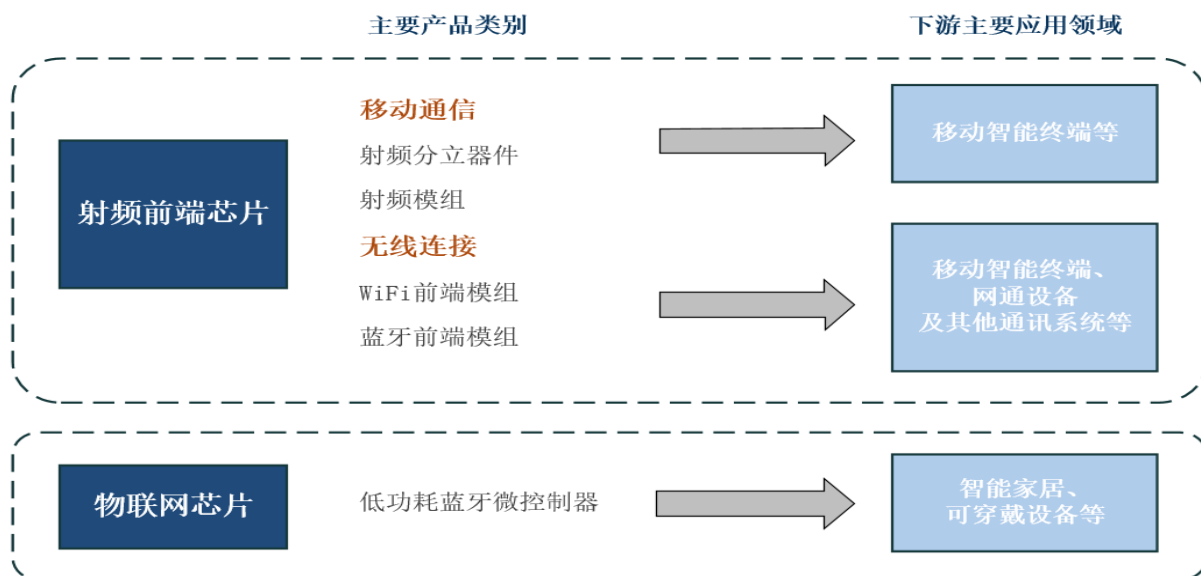 主要产品类别
下游主要应用领域
射频前端芯片
移动通信
射频分立器件
射频模组
移动智能终端等
无线连接
WiFi前端模组
蓝牙前端模组
移动智能终端、
网通设备
及其他通讯系统等
物联网芯片
低功耗蓝牙微控制器
智能家居、
可穿戴设备等